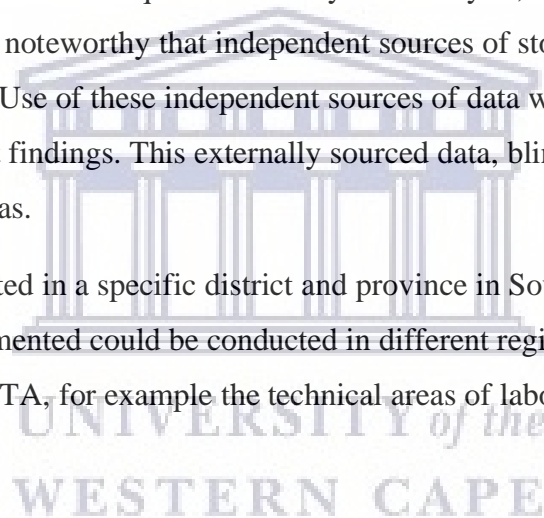 noteworthy that independent sources of sto
Use of these independent sources of data w
findings. This externally sourced data, blin
as.
ted in a specific district and province in Sou
mented could be conducted in different regi
TA, for example the technical areas of labo
UNIVERSITY of the
WESTERN CAPE